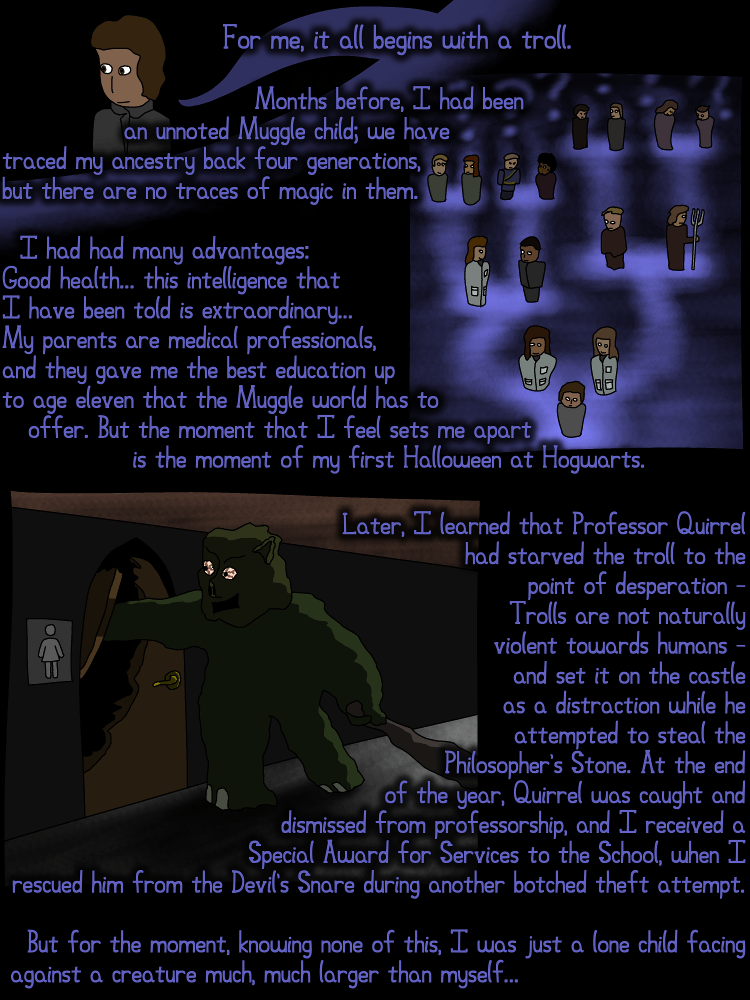 For me, it all begins with a troll.
Months before, I had been
an unnoted Muggle child; we have
traced my ancestry back four generations,
but there are no traces of magic in them.
I had had many advantages:
Good health... this intelligence that
I have been told is extraordinary...
My parents are medical professionals,
and they gave me the best education up
to age eleven that the Muggle world has to
offer. But the moment that I feel sets me apart
is the moment of my first Halloween at Hogwarts.
Later, I learned that Professor Quirrel
had starved the troll to the
point of desperation -
Trolls are not naturally
violent towards humans -
and set it on the castle
as a distraction while he
attempted to steal the
Philosopher's Stone. At the end
of the year, Quirrel was caught and
dismissed from professorship, and I received a
Special Award for Services to the School, when I
rescued him from the Devil's Snare during another botched theft attempt.
But for the moment, knowing none of this, I was just a lone child facing
against a creature much, much larger than myself...